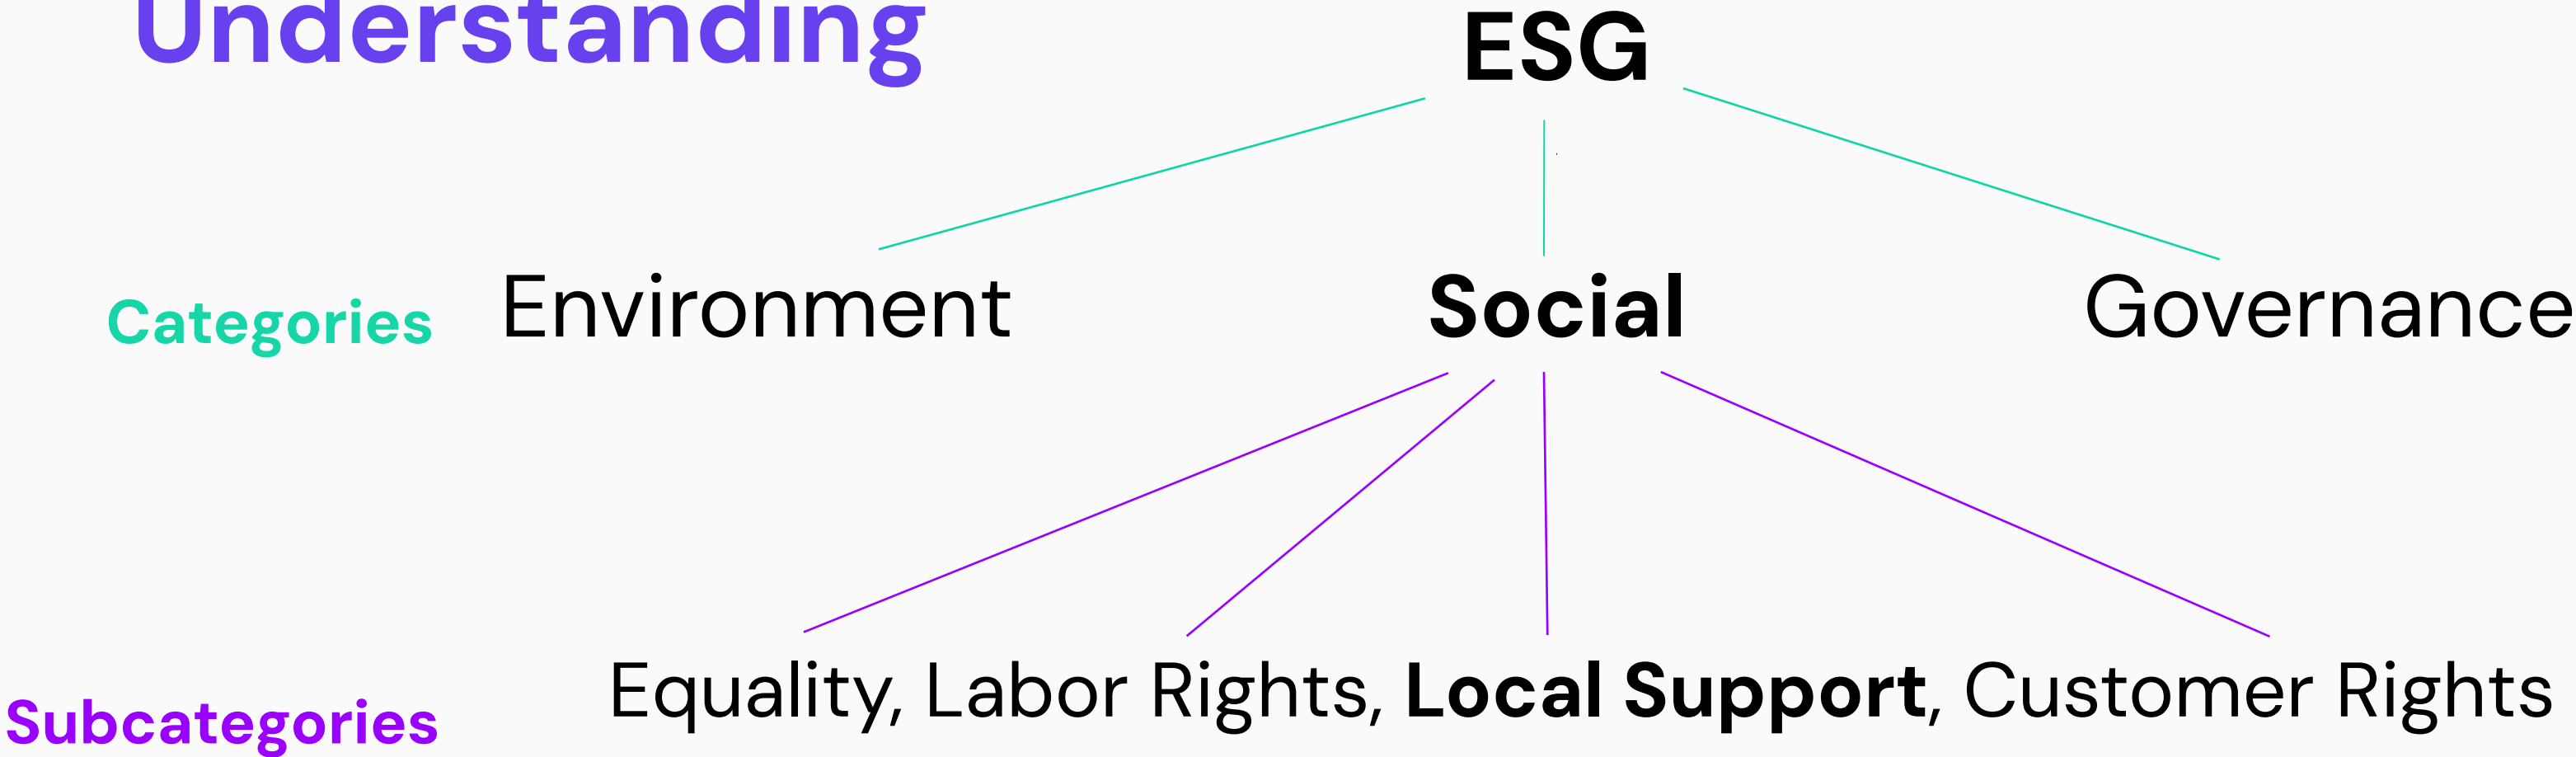 Understanding
ESG
Categories
Environment
Social
Governance
Subcategories
Equality, Labor Rights, Local Support, Customer Rights